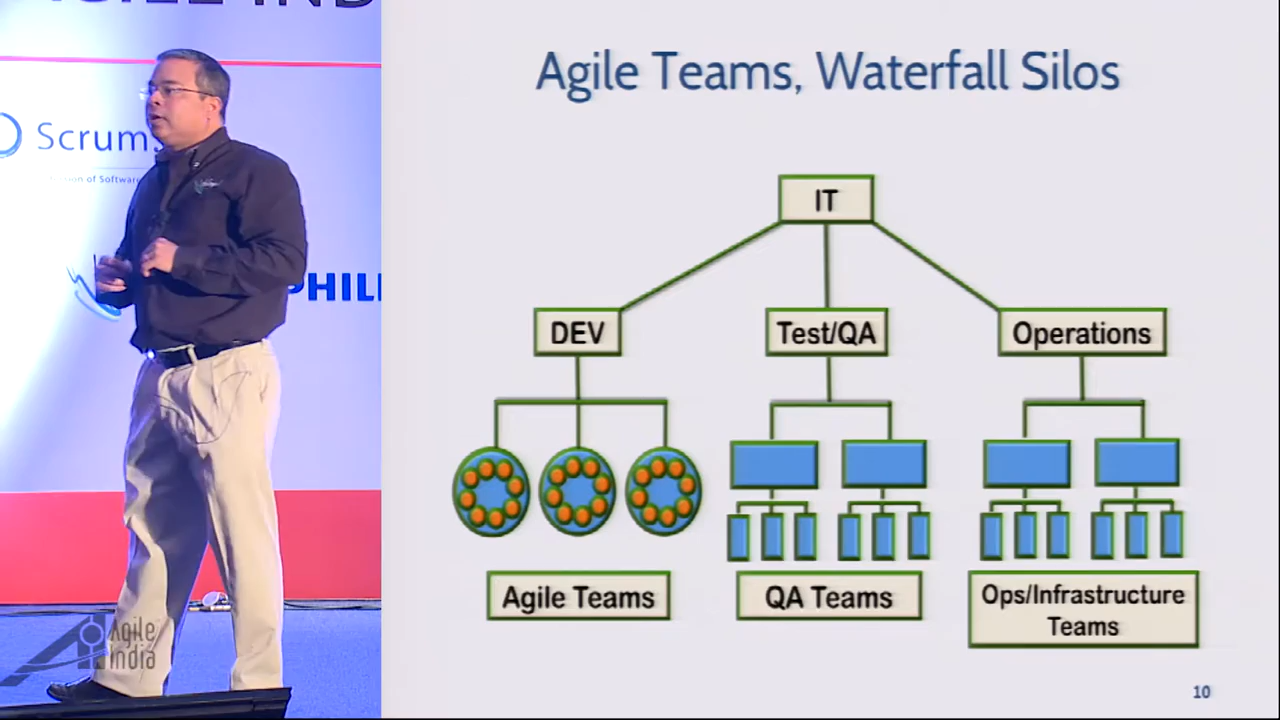 Scrum
PHILI
Agile
India
Agile Teams, Waterfall Silos
IT
DEV
Test/QA
Operations
Agile Teams
QA Teams
Ops/Infrastructure
Teams
10